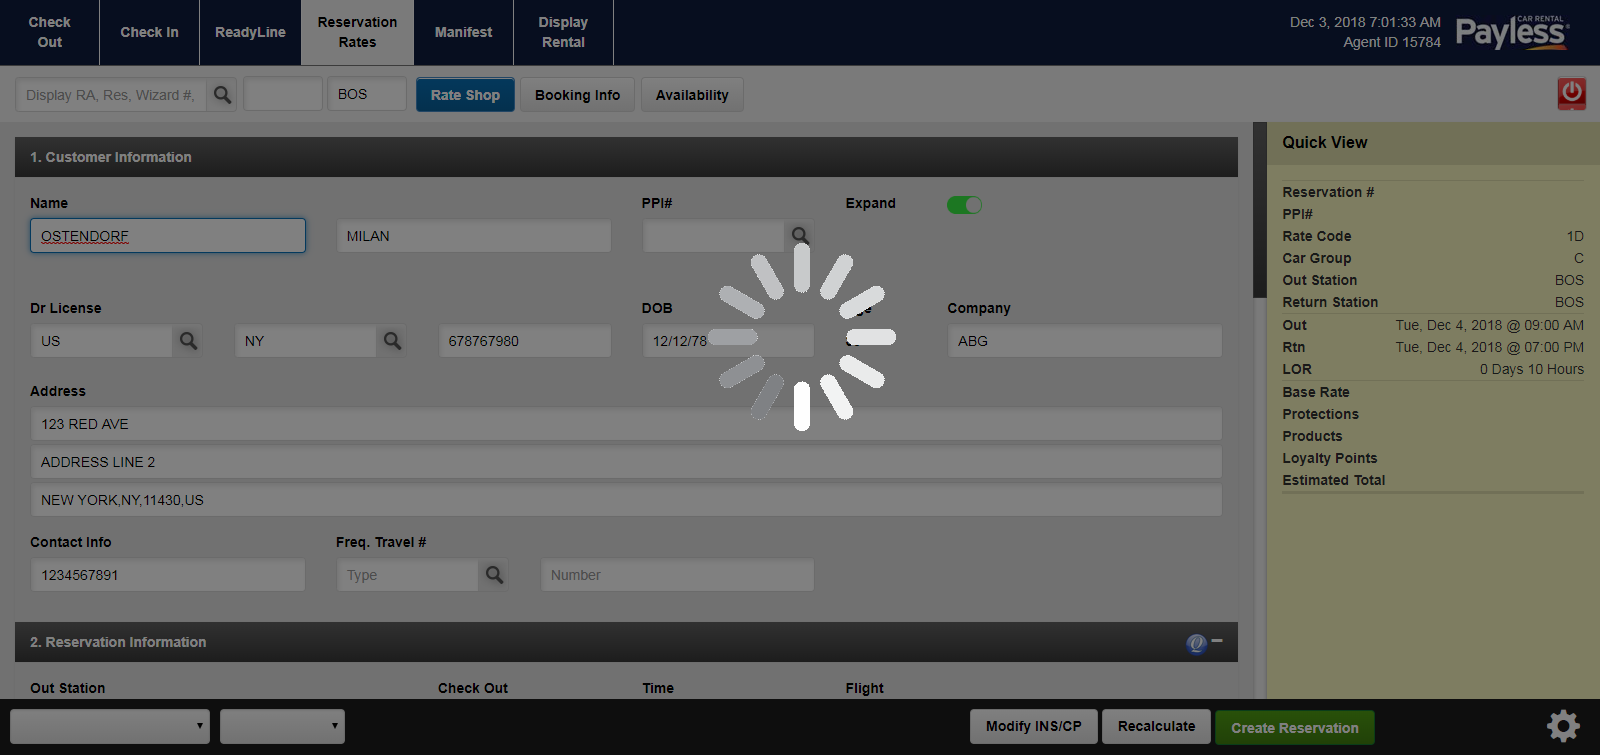 Check Out
Check In
ReadyLine
Reservation Rates
Manifest
Display Rental
Dec 3, 2018 7:01:33 AM
Agent ID 15784
CAR RENTAL
Payless
Display RA, Res, Wizard #,
BOS
Rate Shop
Booking Info
Availability
1. Customer Information
Name
PPI#
Expand
OSTENDORF
MILAN
Dr License
DOB
Company
US
NY
678767980
12/12/78
ABG
Address
123 RED AVE
ADDRESS LINE 2
NEW YORK,NY,11430,US
Contact Info
Freq. Travel #
1234567891
Type
Number
2. Reservation Information
Out Station
Check Out
Time
Flight
Quick View
Reservation #
PPI#
Rate Code 1D
Car Group C
Out Station BOS
Return Station BOS
Out Tue, Dec 4, 2018 @ 09:00 AM
Rtn Tue, Dec 4, 2018 @ 07:00 PM
LOR 0 Days 10 Hours
Base Rate
Protections
Products
Loyalty Points
Estimated Total
Modify INS/CP
Recalculate
Create Reservation